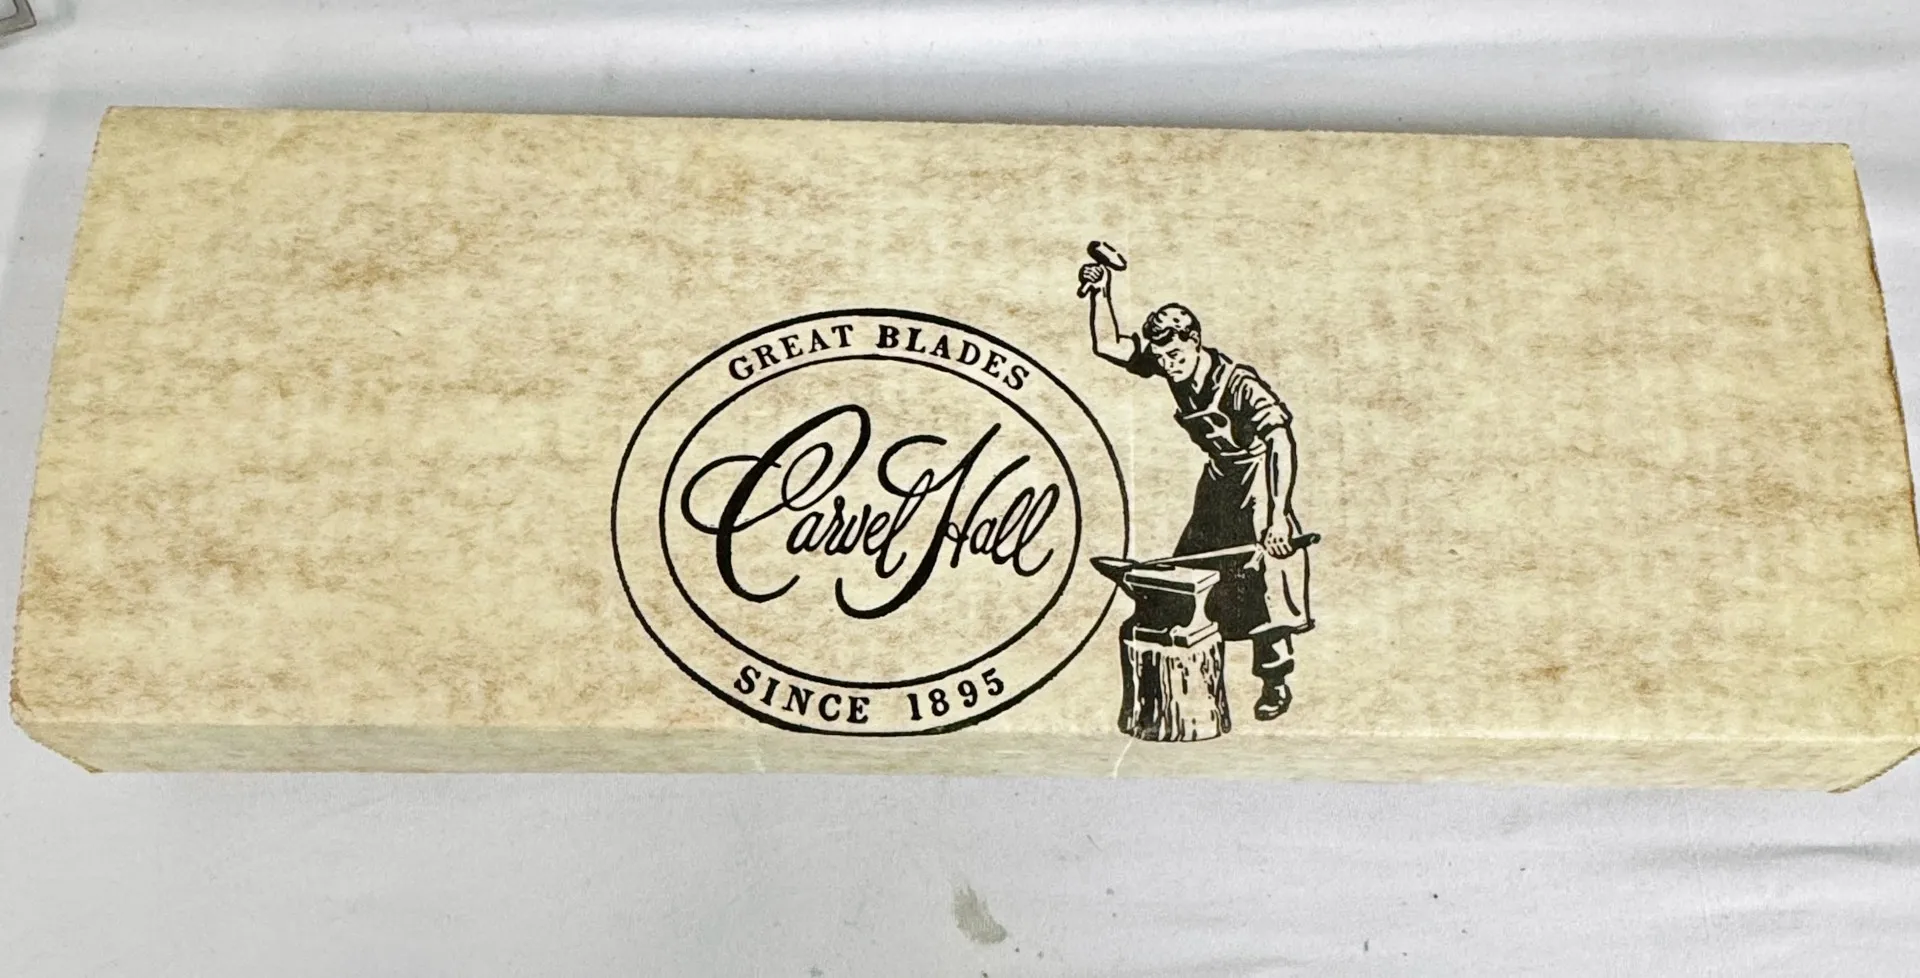 GREAT BLADES
Carvel Hall
SINCE 1895